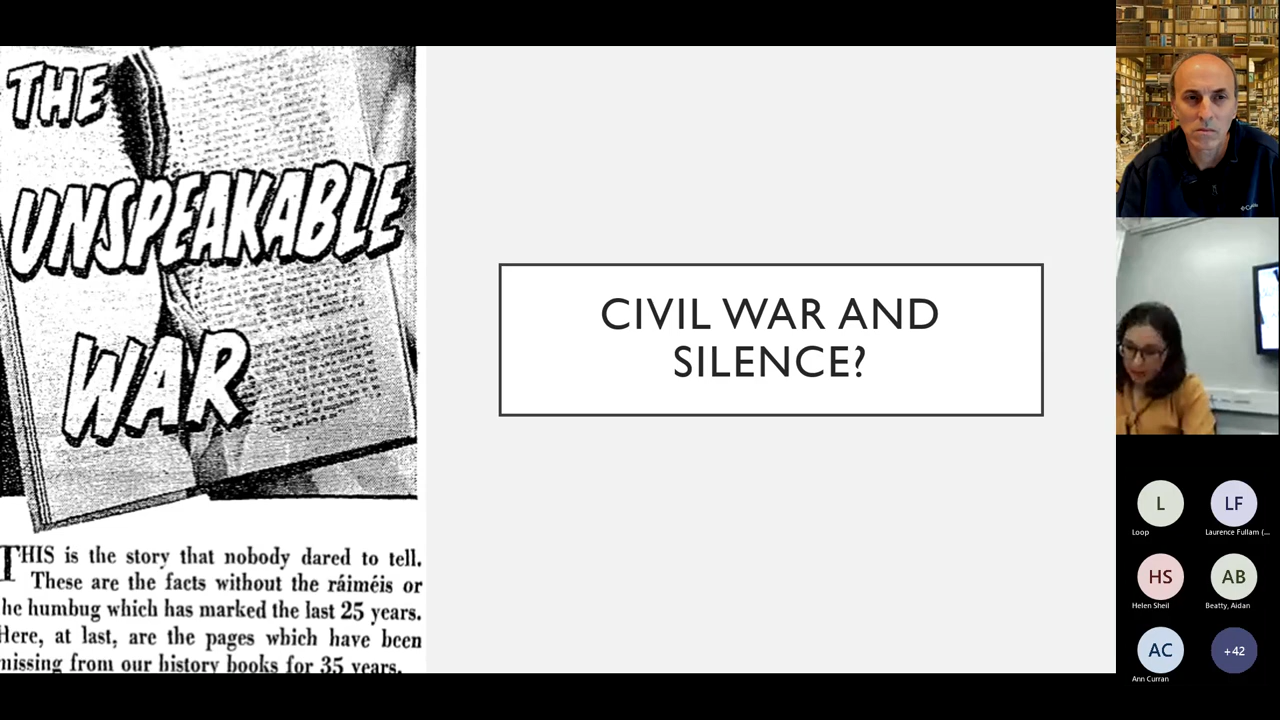 THE
UNSPEAKABLE
WAR
THIS is the story that nobody dared to tell.
These are the facts without the ráiméis or
he humbug which has marked the last 25 years.
Here, at last, are the pages which have been
missing from our history books for 35 years.
CIVIL WAR AND
SILENCE?
L
Loop
LF
Laurence Fullam (...
HS
Helen Sheil
AB
Beatty, Aidan
AC
Ann Curran
+42